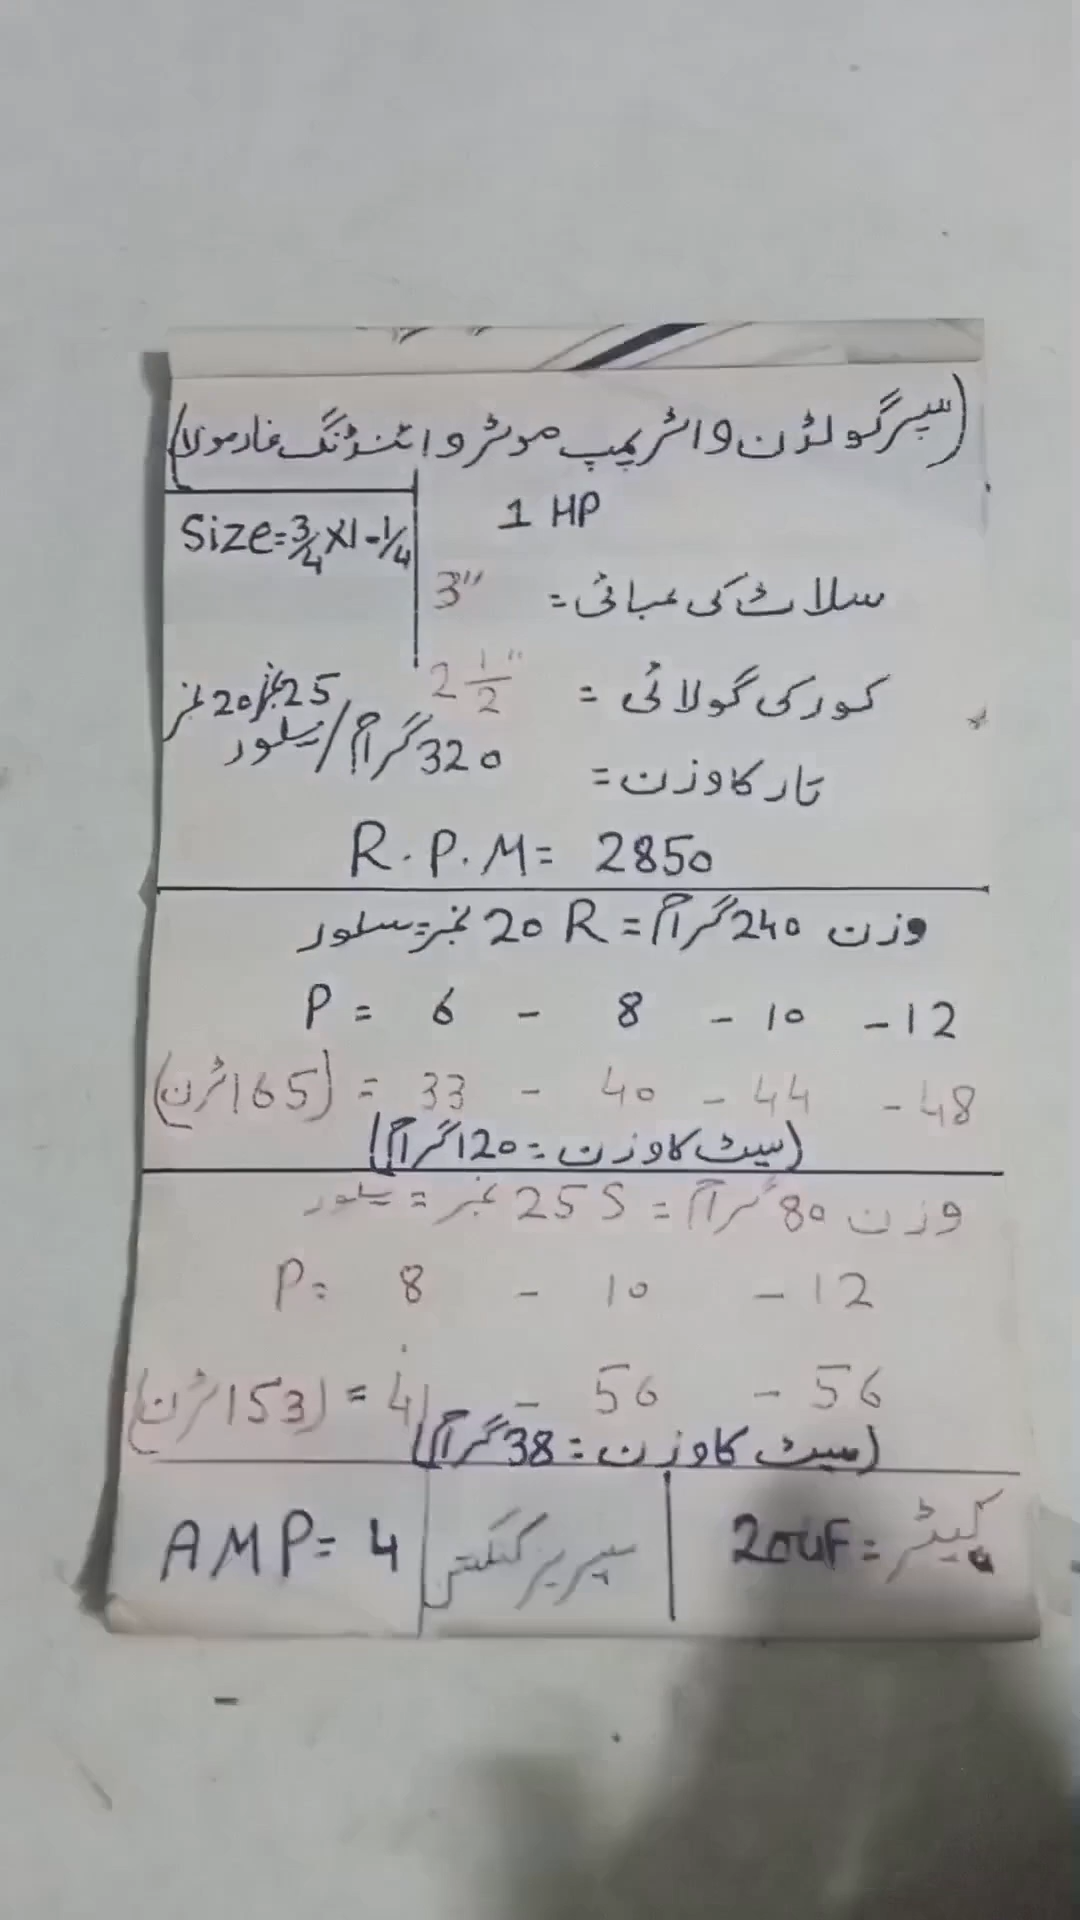 (سپر گولڈن واٹر پمپ موٹر وائنڈنگ فارمولا)
1 HP
Size=3/4 X1-1/4
سلاٹ کی لمبائی = 3"
کور کی گولائی = 2 1/2"
25 نمبر/20 نمبر
تار کا وزن = 320 گرام/سلور
R.P.M= 2850
وزن 240 گرام = R 20 نمبر = سلور
P = 6 - 8 - 10 - 12
(165 ٹرن) = 33 - 40 - 44 - 48
(سیٹ کا وزن = 120 گرام)
وزن 80 گرام = S 25 نمبر = سلور
P= 8 - 10 - 12
(153 ٹرن) = 41 - 56 - 56
(سیٹ کا وزن = 38 گرام)
AMP= 4
سیریز کنکشن
20uF=